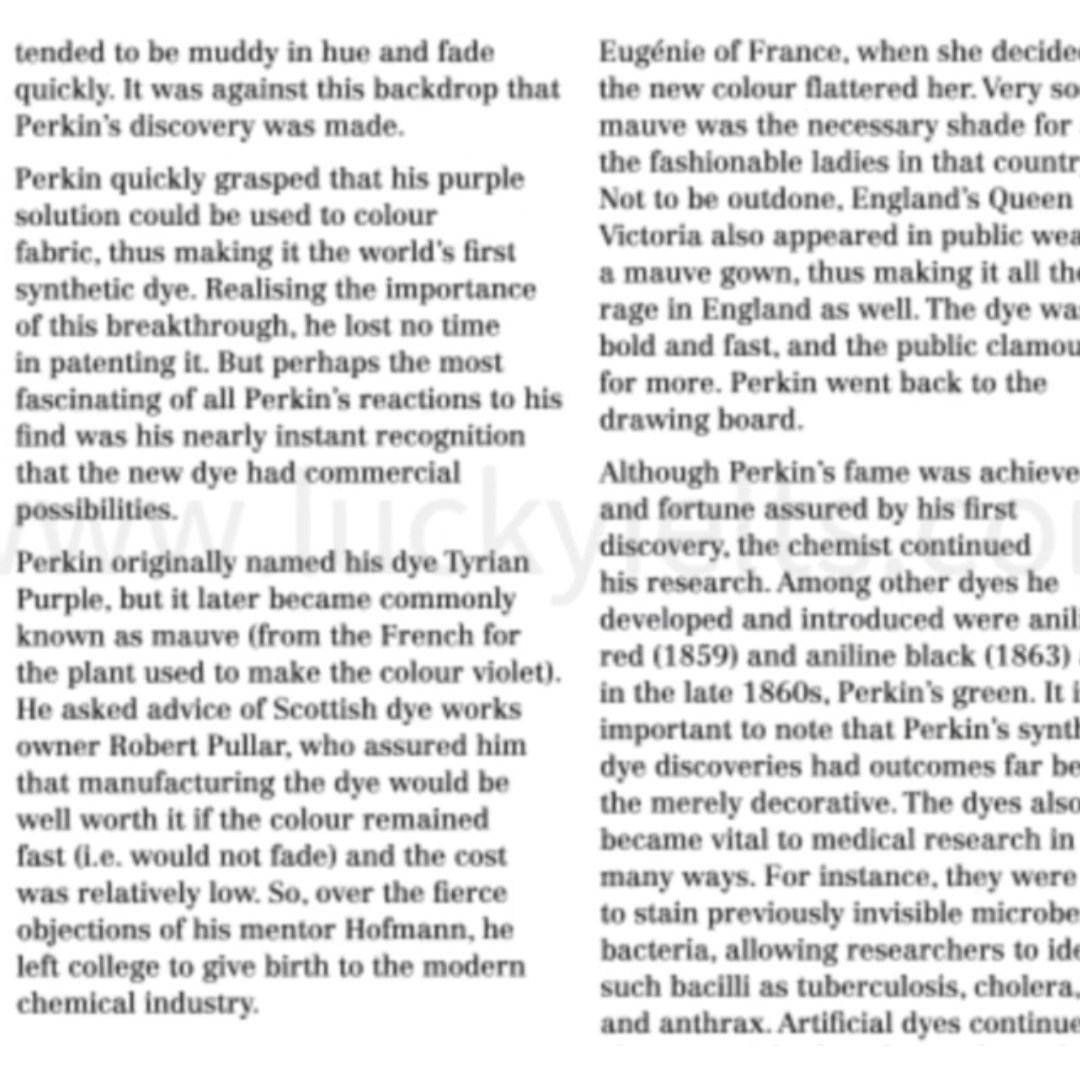 tended to be muddy in hue and fade
quickly. It was against this backdrop that
Perkin's discovery was made.
Perkin quickly grasped that his purple
solution could be used to colour
fabric, thus making it the world's first
synthetic dye. Realising the importance
of this breakthrough, he lost no time
in patenting it. But perhaps the most
fascinating of all Perkin's reactions to his
find was his nearly instant recognition
that the new dye had commercial
possibilities.
Perkin originally named his dye Tyrian
Purple, but it later became commonly
known as mauve (from the French for
the plant used to make the colour violet).
He asked advice of Scottish dye works
owner Robert Pullar, who assured him
that manufacturing the dye would be
well worth it if the colour remained
fast (i.e. would not fade) and the cost
was relatively low. So, over the fierce
objections of his mentor Hofmann, he
left college to give birth to the modern
chemical industry.
Eugénie of France, when she
the new colour flattered her. Very
mauve was the necessary shade for
the fashionable ladies in that
Not to be outdone, England's Queen
Victoria also appeared in public
a mauve gown, thus making it all
rage in England as well. The dye
bold and fast, and the public
for more. Perkin went back to the
drawing board.
Although Perkin's fame was
and fortune assured by his first
discovery, the chemist continued
his research. Among other dyes he
developed and introduced were
red (1859) and aniline black (1863)
in the late 1860s, Perkin's green. It
important to note that Perkin's
dye discoveries had outcomes far
the merely decorative. The dyes also
became vital to medical research in
many ways. For instance, they were
to stain previously invisible
bacteria, allowing researchers to
such bacilli as tuberculosis, cholera,
and anthrax. Artificial dyes